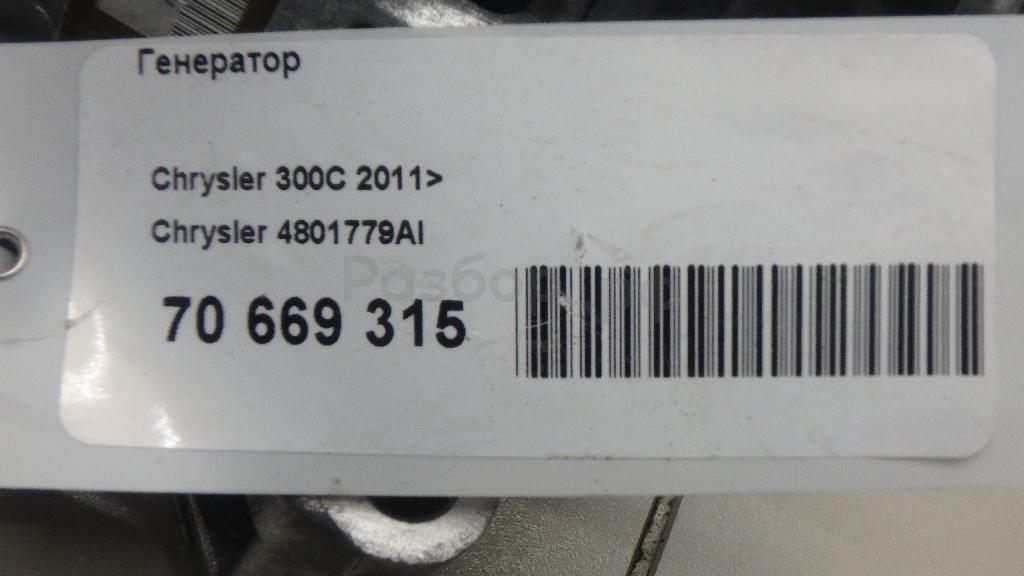 Генератор
Chrysler 300C 2011>
Chrysler 4801779AI
70 669 315